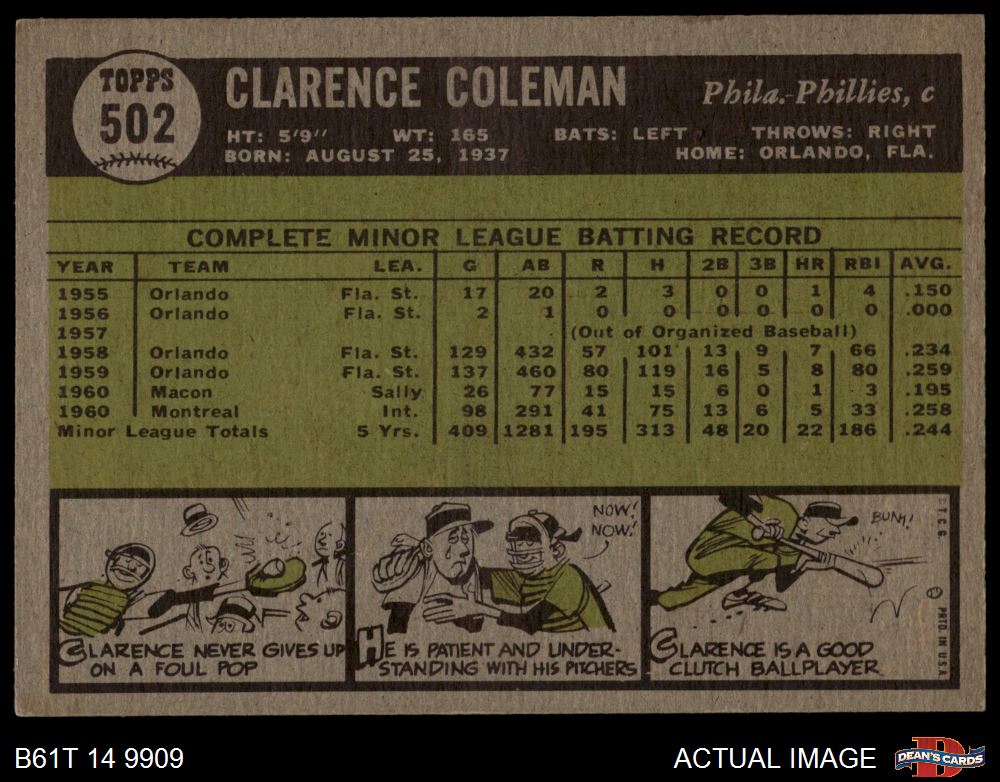 TOPPS
502
CLARENCE COLEMAN
Phila.-Phillies, c
HT: 5'9" WT: 165 BATS: LEFT THROWS: RIGHT
BORN: AUGUST 25, 1937 HOME: ORLANDO, FLA.
COMPLETE MINOR LEAGUE BATTING RECORD
YEAR TEAM LEA. G AB R H 2B 3B HR RBI AVG.
1955 Orlando Fla. St. 17 20 2 3 0 0 1 4 .150
1956 Orlando Fla. St. 2 1 0 0 0 0 0 0 .000
1957 (Out of Organized Baseball)
1958 Orlando Fla. St. 129 432 57 101 13 9 7 66 .234
1959 Orlando Fla. St. 137 460 80 119 16 5 8 80 .259
1960 Macon Sally 26 77 15 15 6 0 1 3 .195
1960 Montreal Int. 98 291 41 75 13 6 5 33 .258
Minor League Totals 5 Yrs. 409 1281 195 313 48 20 22 186 .244
CLARENCE NEVER GIVES UP
ON A FOUL POP
NOW!
NOW!
HE IS PATIENT AND UNDER-
STANDING WITH HIS PITCHERS
BUNT!
CLARENCE IS A GOOD
CLUTCH BALLPLAYER
T.C.G.
PRTD. IN U.S.A.
B61T 14 9909
ACTUAL IMAGE
D
DEAN'S CARDS